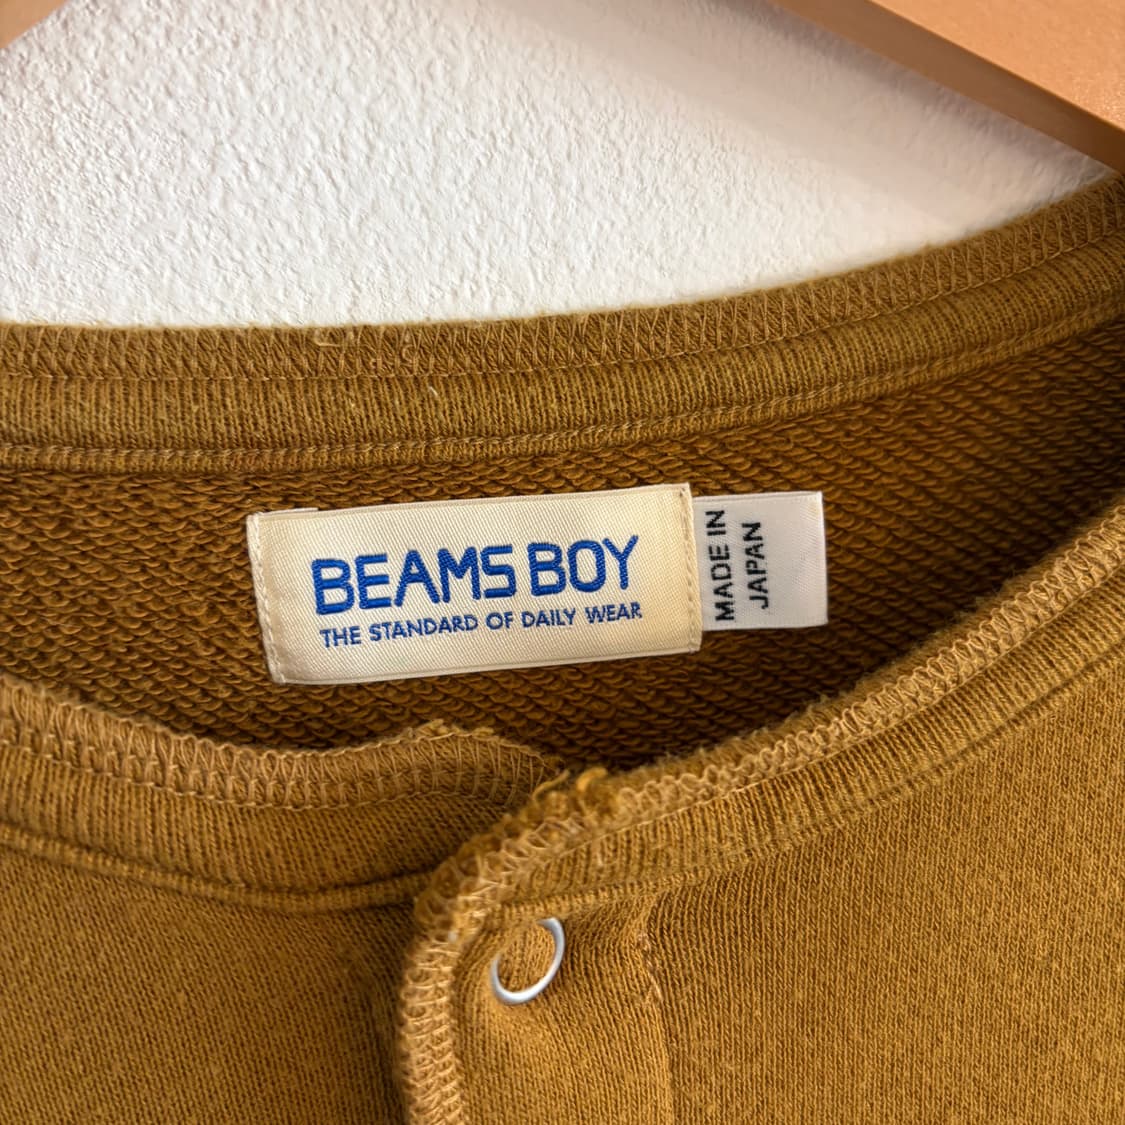 BEAMS BOY
THE STANDARD OF DAILY WEAR
MADE IN
JAPAN